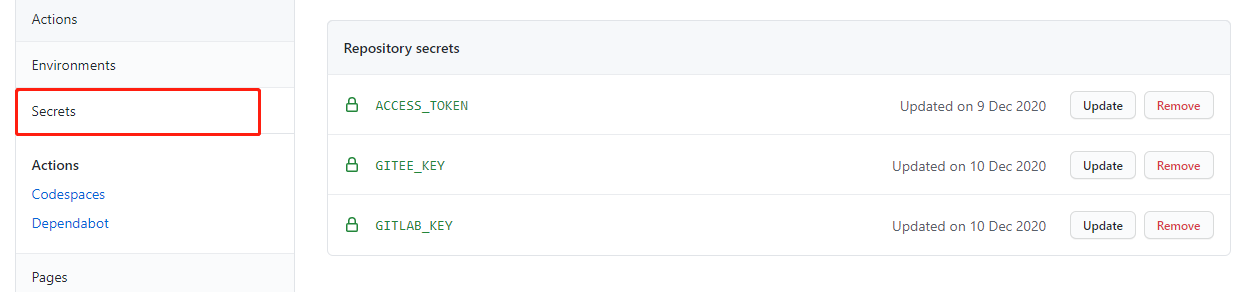 Actions
Environments
Secrets
Actions
Codespaces
Dependabot
Pages
Repository secrets
ACCESS_TOKEN Updated on 9 Dec 2020 Update Remove
GITEE_KEY Updated on 10 Dec 2020 Update Remove
GITLAB_KEY Updated on 10 Dec 2020 Update Remove